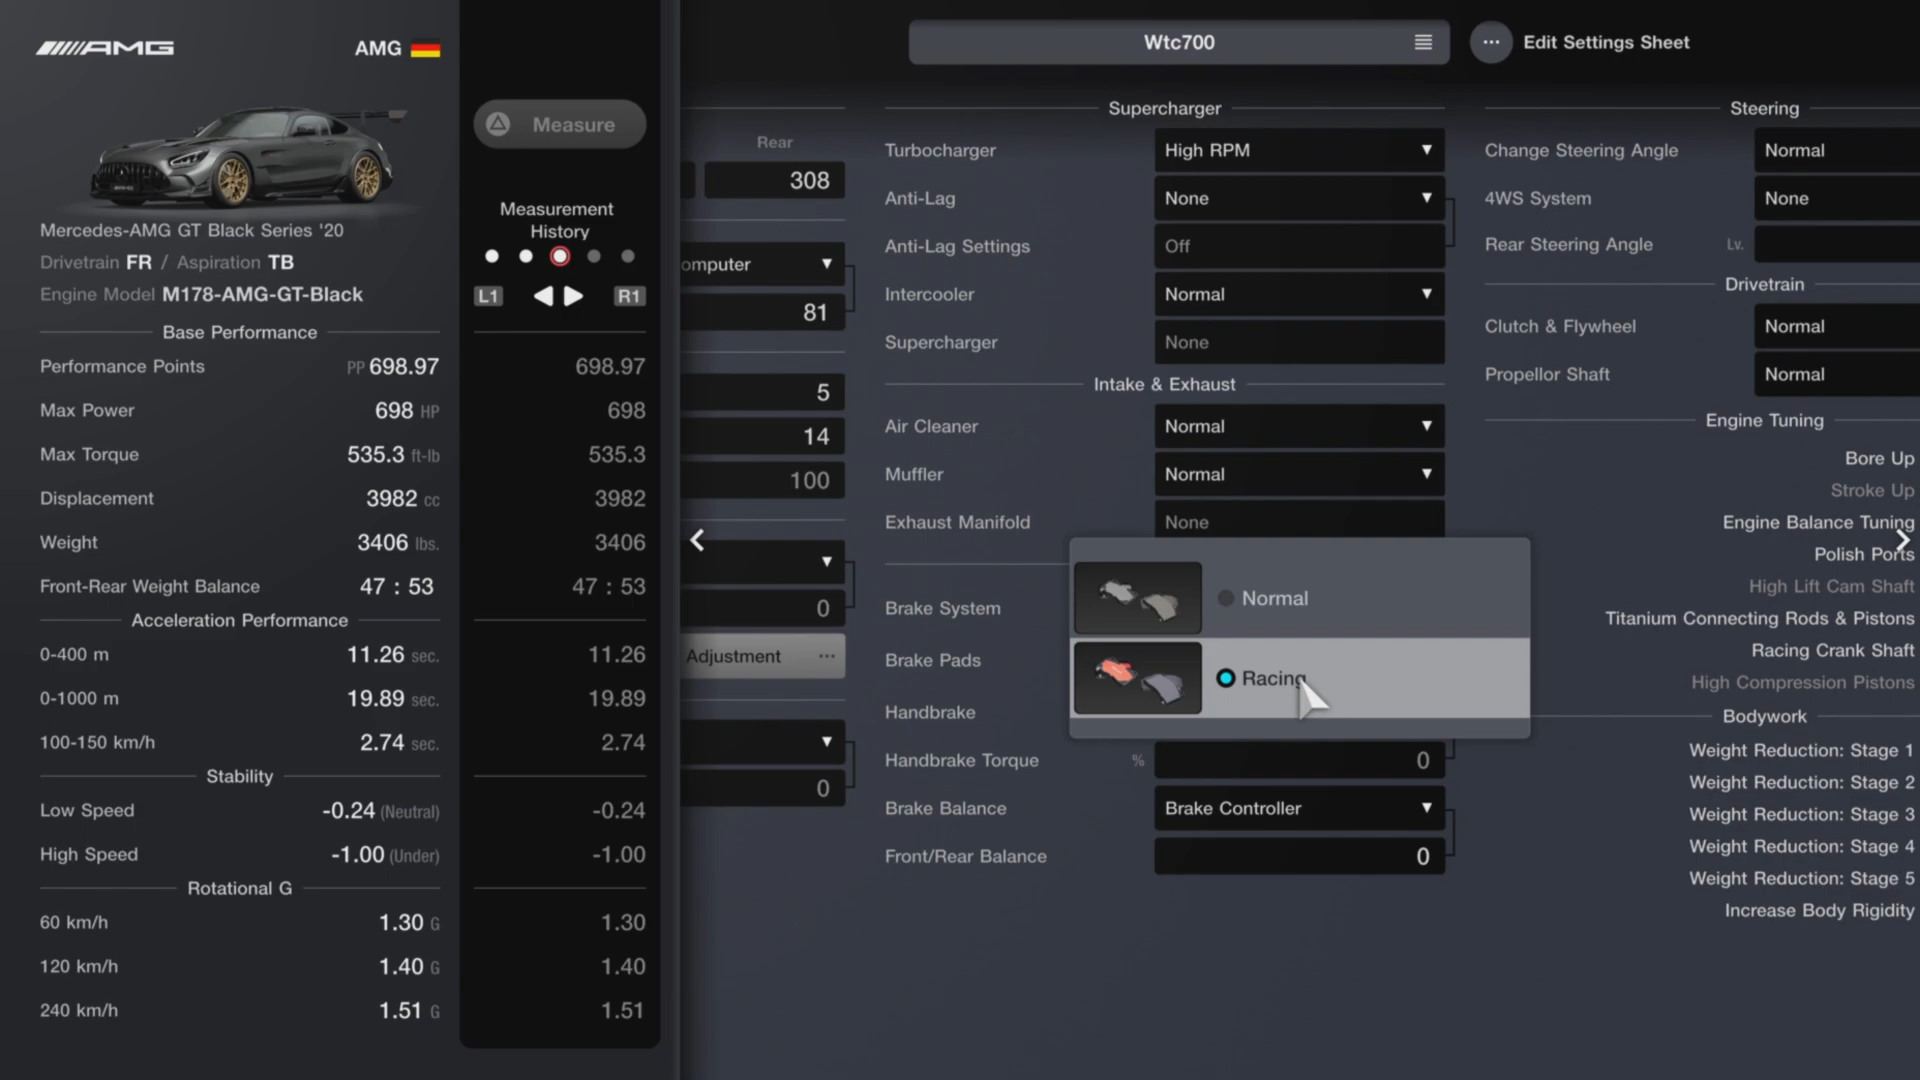 AMG
AMG
Mercedes-AMG GT Black Series '20
Drivetrain FR / Aspiration TB
Engine Model M178-AMG-GT-Black
Base Performance
Performance Points PP 698.97
Max Power 698 HP
Max Torque 535.3 ft-lb
Displacement 3982 cc
Weight 3406 lbs.
Front-Rear Weight Balance 47 : 53
Acceleration Performance
0-400 m 11.26 sec.
0-1000 m 19.89 sec.
100-150 km/h 2.74 sec.
Stability
Low Speed -0.24 (Neutral)
High Speed -1.00 (Under)
Rotational G
60 km/h 1.30 G
120 km/h 1.40 G
240 km/h 1.51 G
Measure
Measurement
History
L1 R1
698.97
698
535.3
3982
3406
47 : 53
11.26
19.89
2.74
-0.24
-1.00
1.30
1.40
1.51
Wtc700
Edit Settings Sheet
Rear
308
omputer
81
5
14
100
0
Adjustment
0
Supercharger
Turbocharger High RPM
Anti-Lag None
Anti-Lag Settings Off
Intercooler Normal
Supercharger None
Intake & Exhaust
Air Cleaner Normal
Muffler Normal
Exhaust Manifold None
Brake System
Brake Pads
Handbrake
Normal
Racing
Handbrake Torque % 0
Brake Balance Brake Controller
Front/Rear Balance 0
Steering
Change Steering Angle Normal
4WS System None
Rear Steering Angle Lv.
Drivetrain
Clutch & Flywheel Normal
Propellor Shaft Normal
Engine Tuning
Bore Up
Stroke Up
Engine Balance Tuning
Polish Ports
High Lift Cam Shaft
Titanium Connecting Rods & Pistons
Racing Crank Shaft
High Compression Pistons
Bodywork
Weight Reduction: Stage 1
Weight Reduction: Stage 2
Weight Reduction: Stage 3
Weight Reduction: Stage 4
Weight Reduction: Stage 5
Increase Body Rigidity